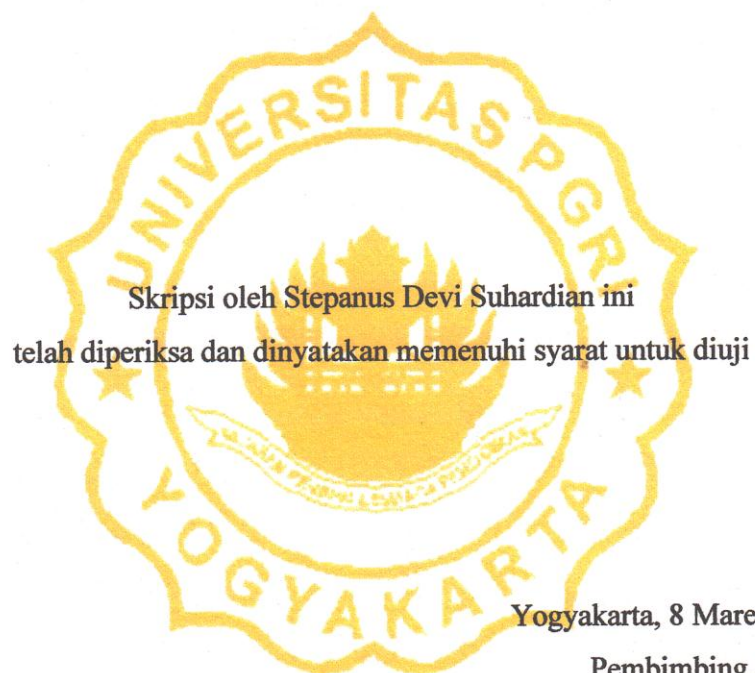 UNIVERSITAS PGRI
Skripsi oleh Stepanus Devi Suhardian ini
telah diperiksa dan dinyatakan memenuhi syarat untuk diuji
YOGYAKARTA
Yogyakarta, 8 Mare
Pembimbing